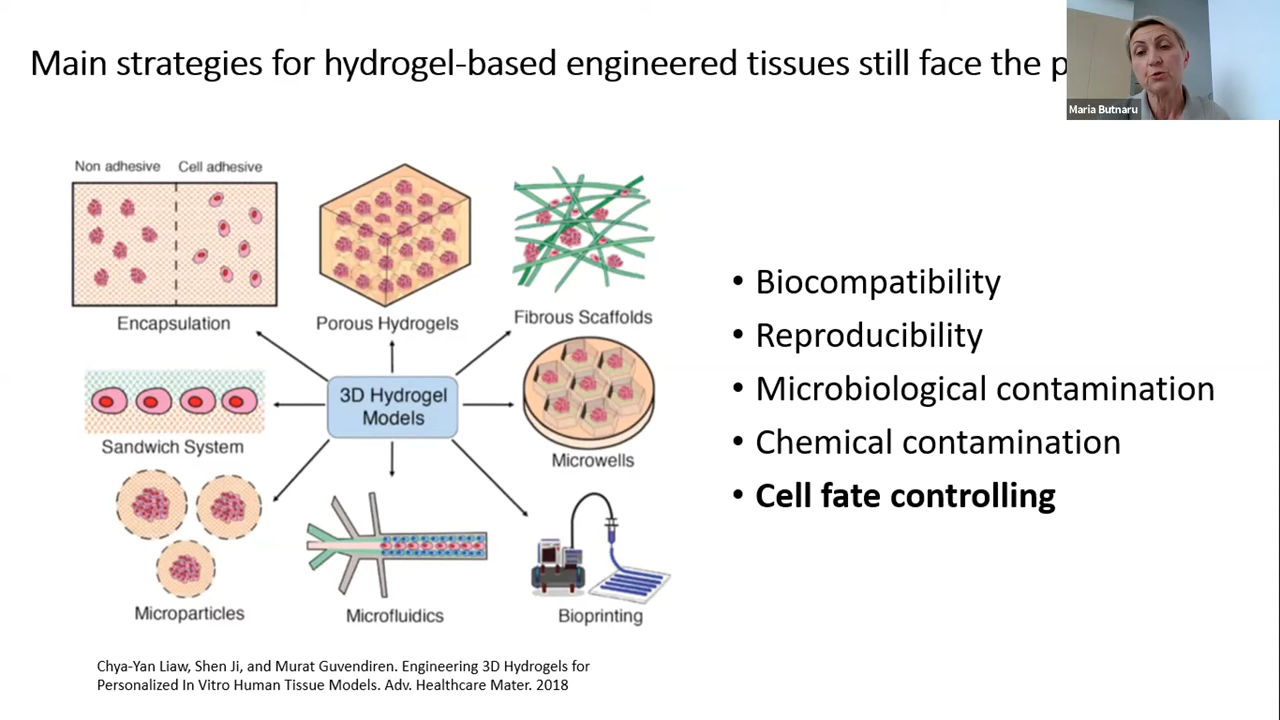 Main strategies for hydrogel-based engineered tissues still face the
Maria Butnaru
Non adhesive Cell adhesive
Encapsulation
Porous Hydrogels
Fibrous Scaffolds
3D Hydrogel
Models
Sandwich System
Microwells
Microparticles
Microfluidics
Bioprinting
• Biocompatibility
• Reproducibility
• Microbiological contamination
• Chemical contamination
• Cell fate controlling
Chya-Yan Liaw, Shen Ji, and Murat Guvendiren. Engineering 3D Hydrogels for
Personalized In Vitro Human Tissue Models. Adv. Healthcare Mater. 2018